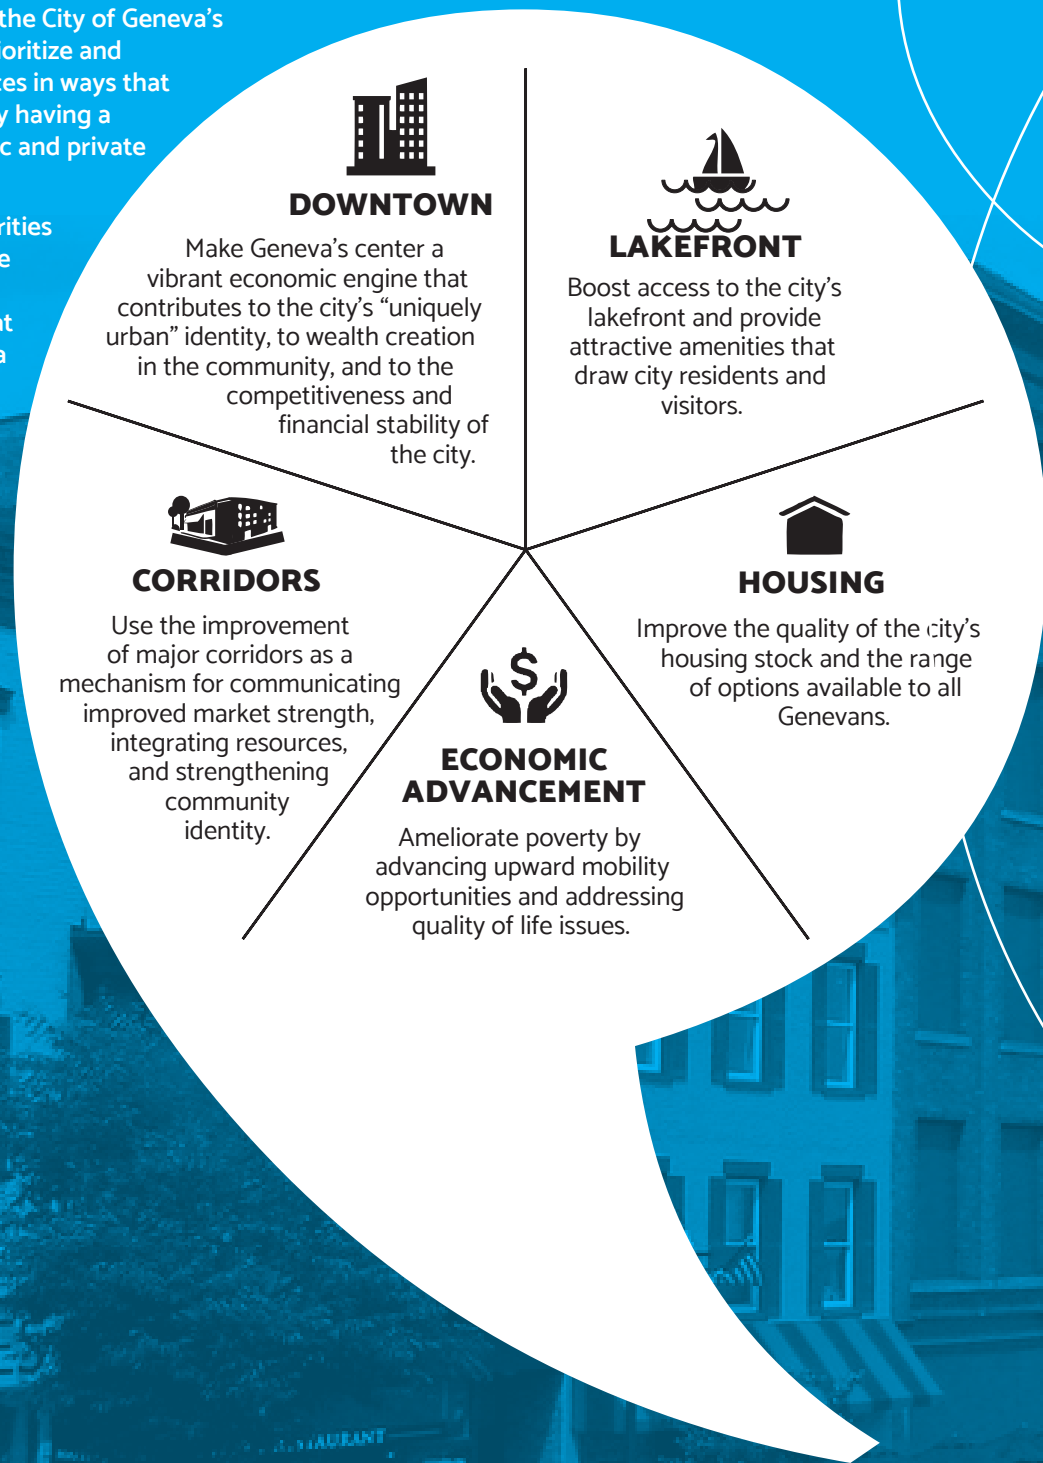 the City of Geneva's
and
in ways that
having a
and private
DOWNTOWN
Make Geneva's center a
vibrant economic engine that
contributes to the city's “uniquely
urban” identity, to wealth creation
in the community, and to the
competitiveness and
financial stability of
the city.
LAKEFRONT
Boost access to the city's
lakefront and provide
attractive amenities that
draw city residents and
visitors.
CORRIDORS
Use the improvement
of major corridors as a
mechanism for communicating
improved market strength,
integrating resources,
and strengthening
community
identity.
HOUSING
Improve the quality of the city's
housing stock and the range
of options available to all
Genevans.
$
ECONOMIC
ADVANCEMENT
Ameliorate poverty by
advancing upward mobility
opportunities and addressing
quality of life issues.